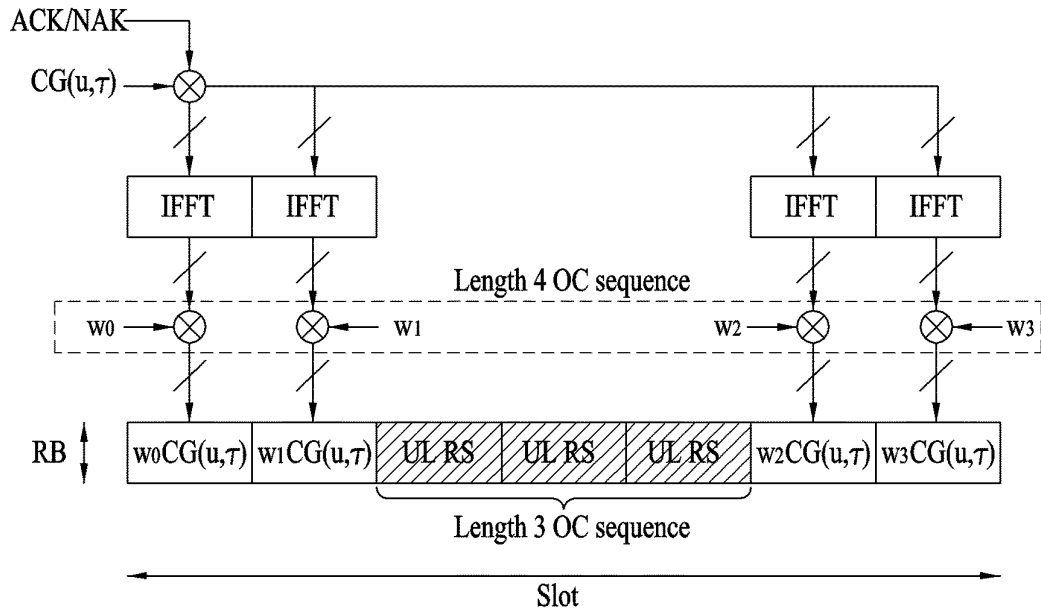 ACK/NAK
CG(u,τ)
IFFT IFFT IFFT IFFT
Length 4 OC sequence
w0 w1 w2 w3
RB w0CG(u,τ) w1CG(u,τ) UL RS UL RS UL RS w2CG(u,τ) w3CG(u,τ)
Length 3 OC sequence
Slot